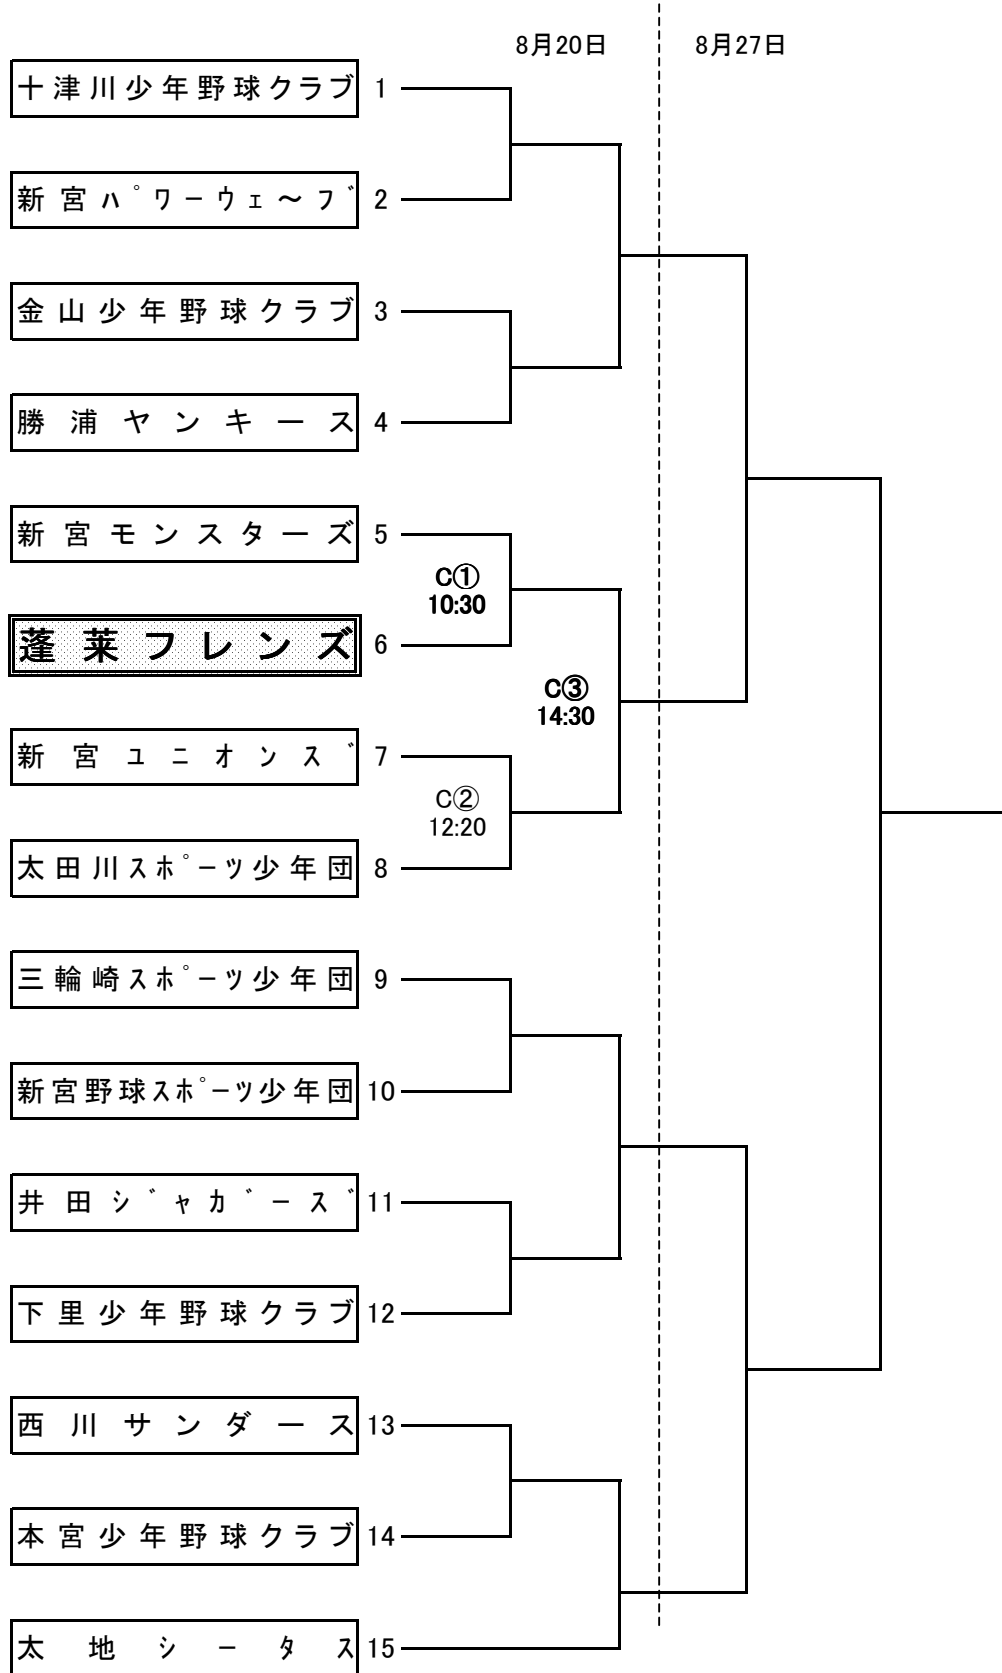 8月20日 8月27日
十津川少年野球クラブ 1
新宮ﾊﾟワーウェ～ﾌﾞ 2
金山少年野球クラブ 3
勝浦ヤンキース 4
新宮モンスターズ 5
C①
10:30
蓬莱フレンズ 6
C③
14:30
新宮ユニオンｽﾞ 7
C②
12:20
太田川ｽﾎﾟｰﾂ少年団 8
三輪崎ｽﾎﾟｰﾂ少年団 9
新宮野球ｽﾎﾟｰﾂ少年団 10
井田ｼﾞｬｶﾞｰｽﾞ 11
下里少年野球クラブ 12
西川サンダース 13
本宮少年野球クラブ 14
太地シータス 15